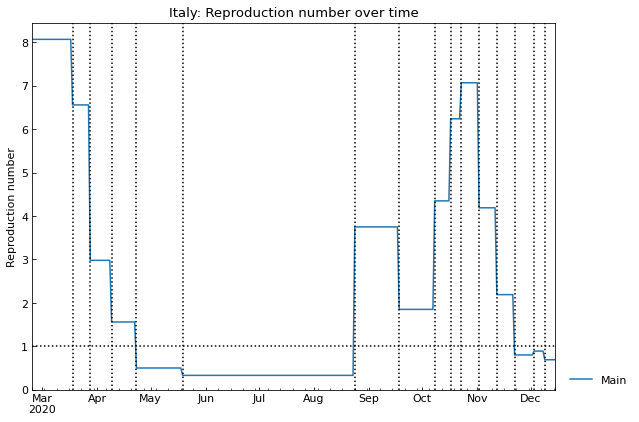 Italy: Reproduction number over time
Reproduction number
8
7
6
5
4
3
2
1
0
Mar Apr May Jun Jul Aug Sep Oct Nov Dec
2020
Main